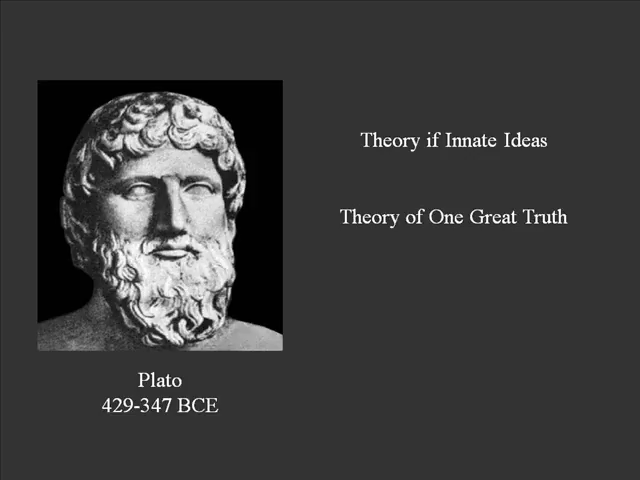 Theory if Innate Ideas
Theory of One Great Truth
Plato
429-347 BCE